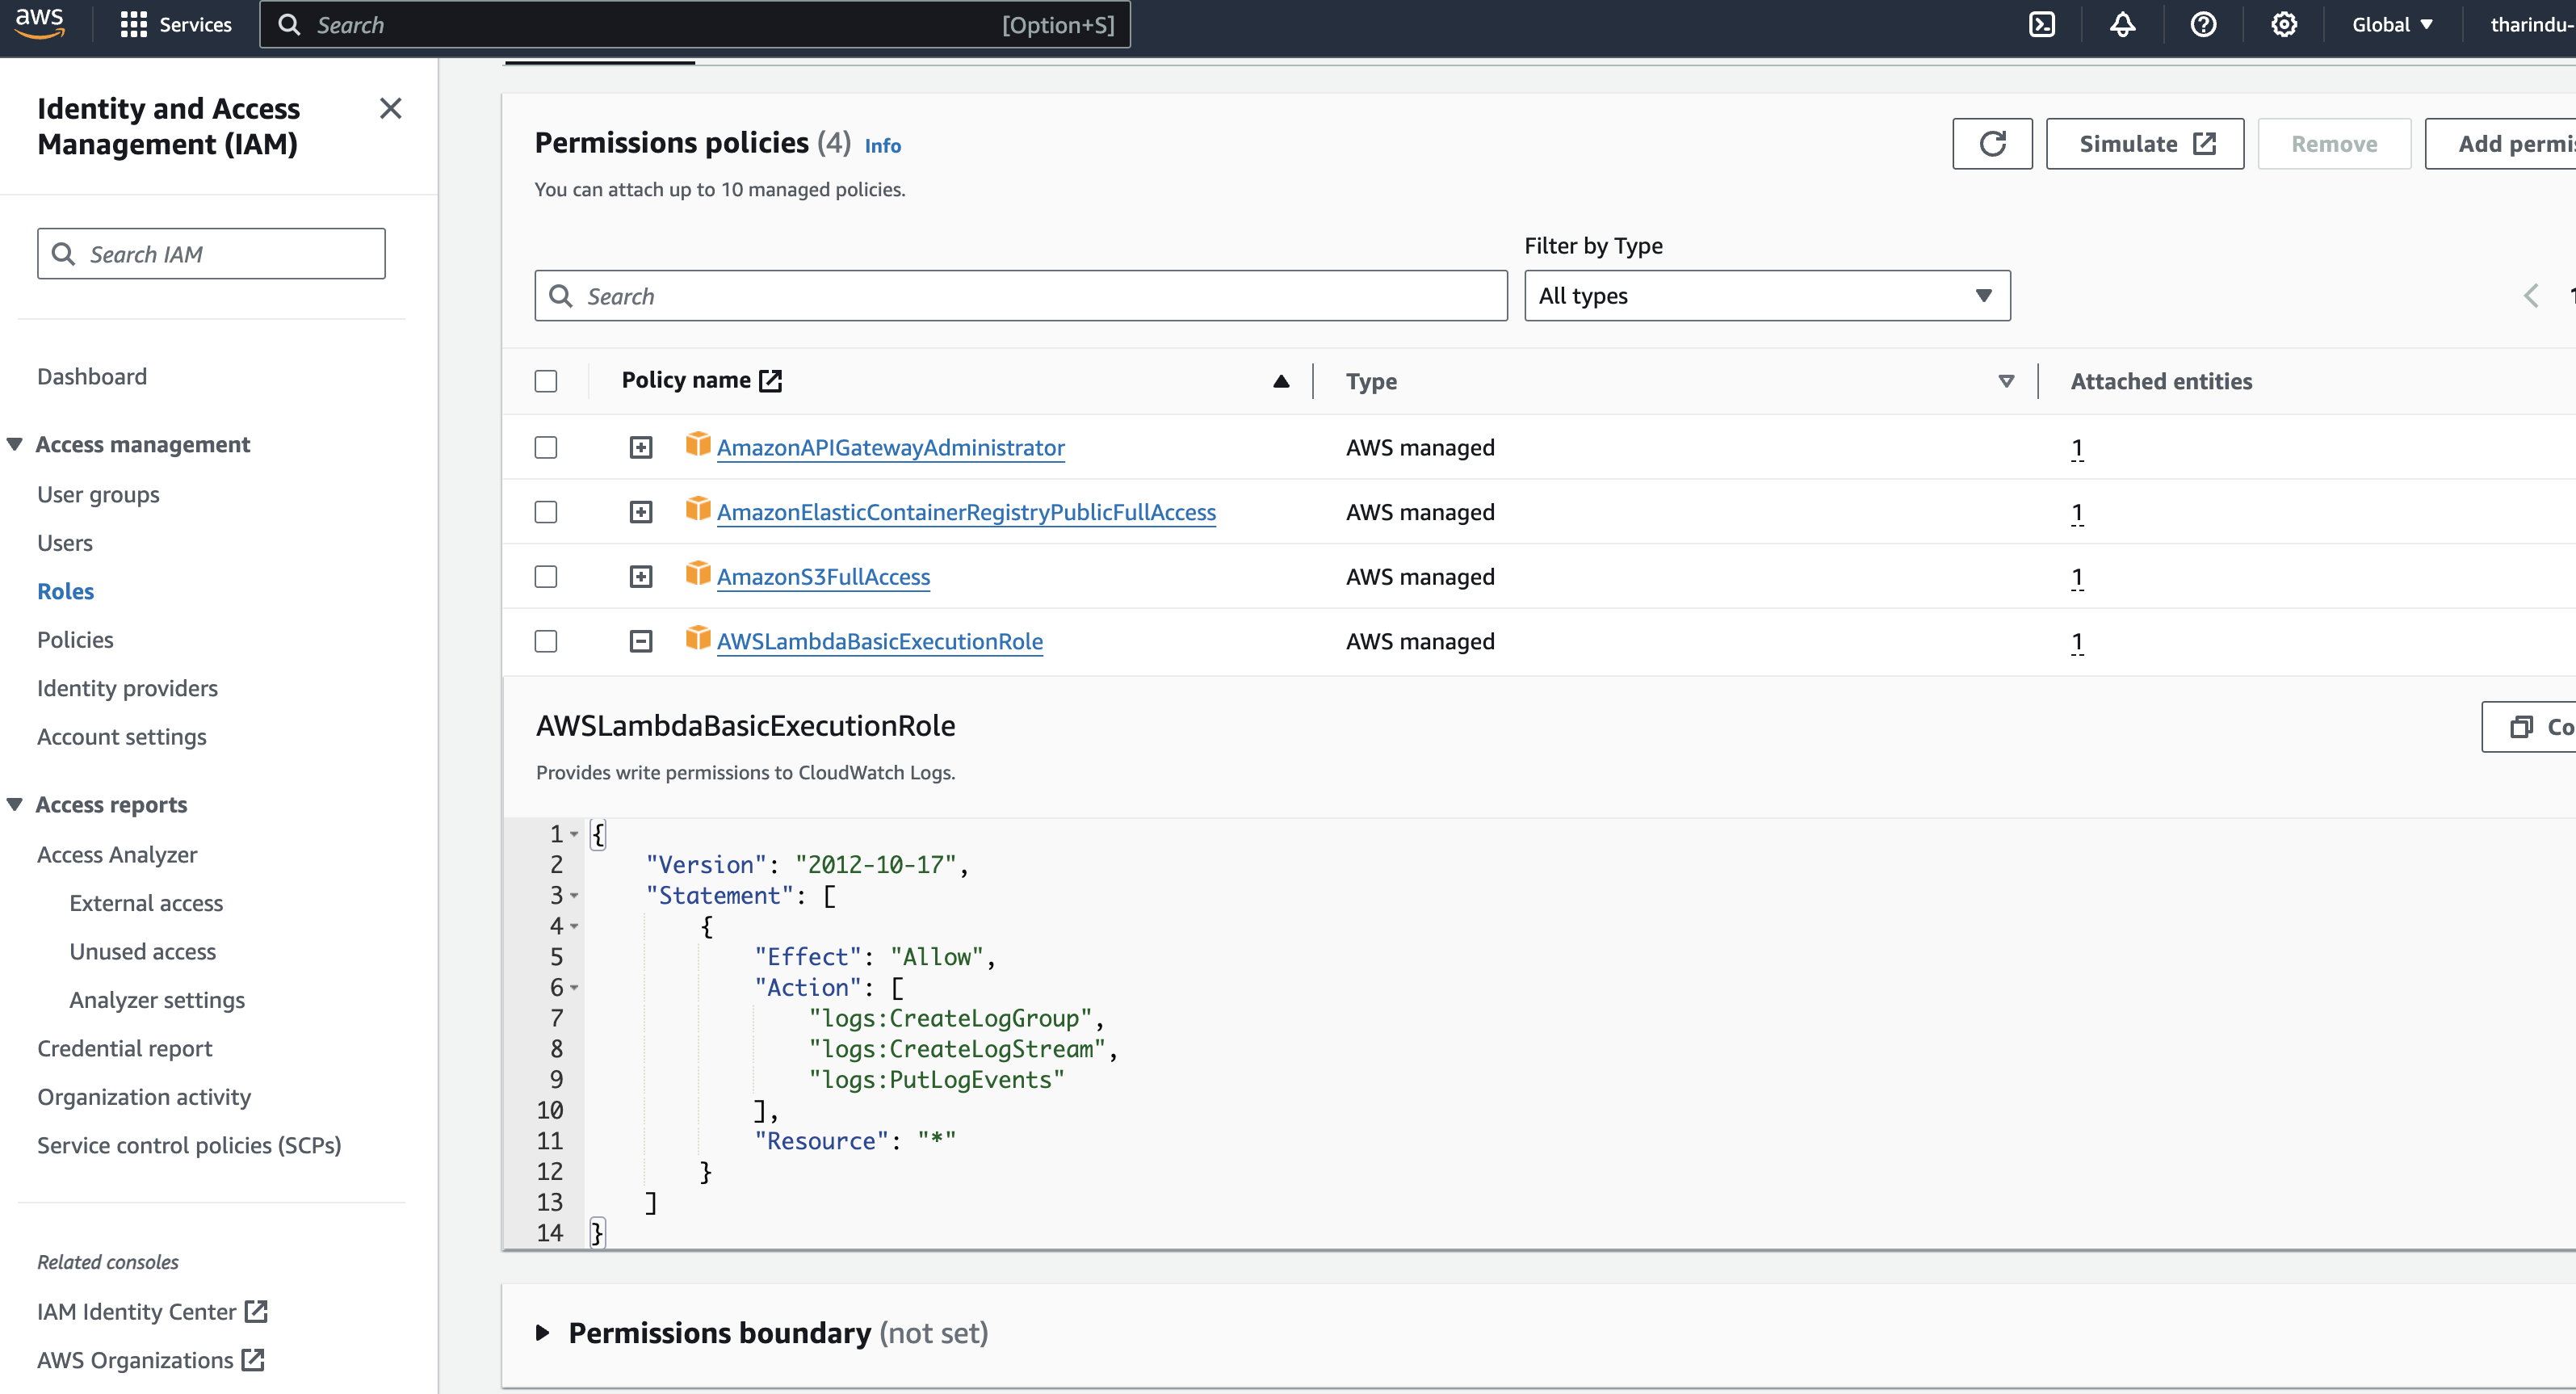 aws
Services
Search
[Option+S]
Global
tharindu-
Identity and Access
Management (IAM)
Search IAM
Dashboard
Access management
User groups
Users
Roles
Policies
Identity providers
Account settings
Access reports
Access Analyzer
External access
Unused access
Analyzer settings
Credential report
Organization activity
Service control policies (SCPs)
Related consoles
IAM Identity Center
AWS Organizations
Permissions policies (4) Info
You can attach up to 10 managed policies.
Simulate
Remove
Add permis
Filter by Type
Search
All types
1
Policy name
Type
Attached entities
AmazonAPIGatewayAdministrator AWS managed 1
AmazonElasticContainerRegistryPublicFullAccess AWS managed 1
AmazonS3FullAccess AWS managed 1
AWSLambdaBasicExecutionRole AWS managed 1
AWSLambdaBasicExecutionRole
Co
Provides write permissions to CloudWatch Logs.
1 {
2 "Version": "2012-10-17",
3 "Statement": [
4 {
5 "Effect": "Allow",
6 "Action": [
7 "logs:CreateLogGroup",
8 "logs:CreateLogStream",
9 "logs:PutLogEvents"
10 ],
11 "Resource": "*"
12 }
13 ]
14 }
Permissions boundary (not set)